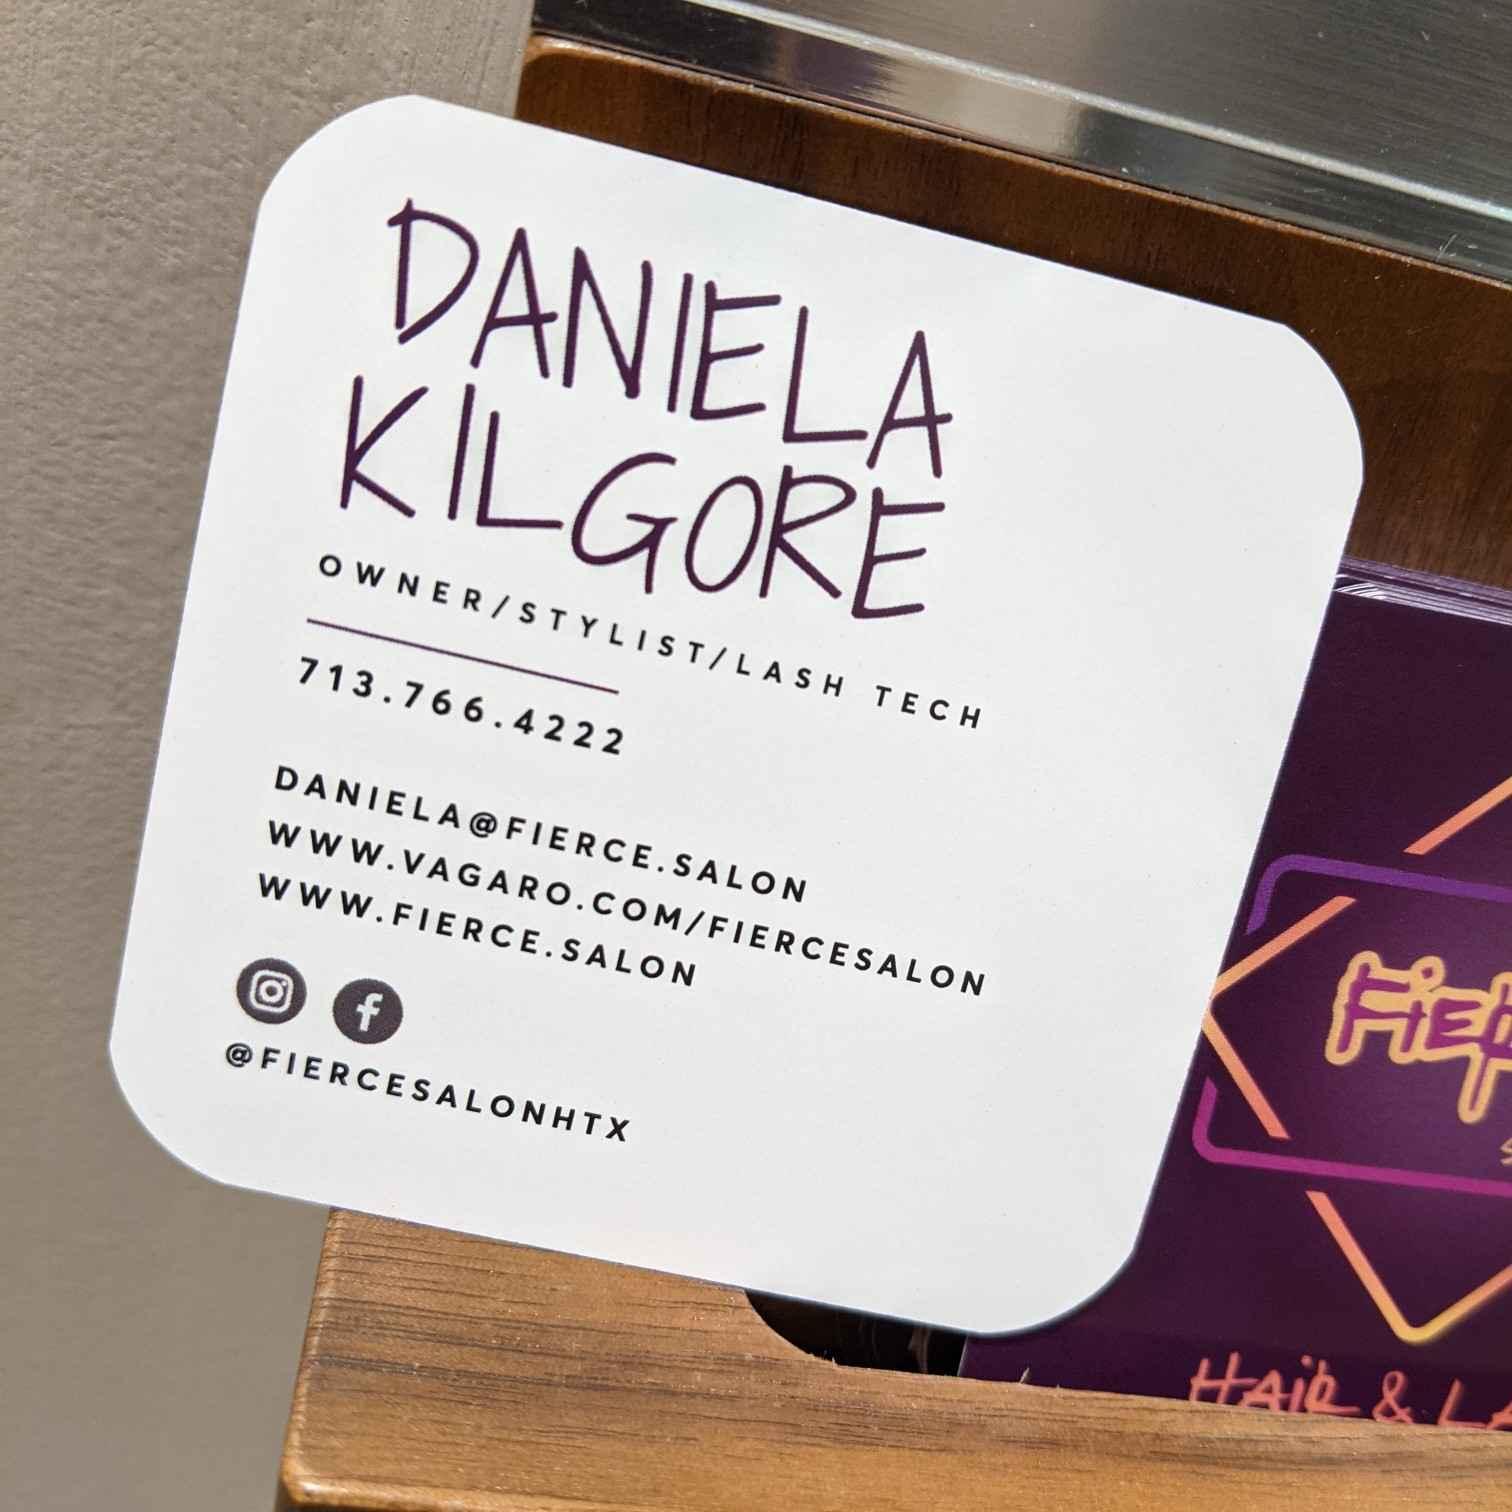 DANIELA
KILGORE
OWNER/STYLIST/LASH TECH
713.766.4222
DANIELA@FIERCE.SALON
WWW.VAGARO.COM/FIERCESALON
WWW.FIERCE.SALON
@FIERCESALONHTX
HAIR &